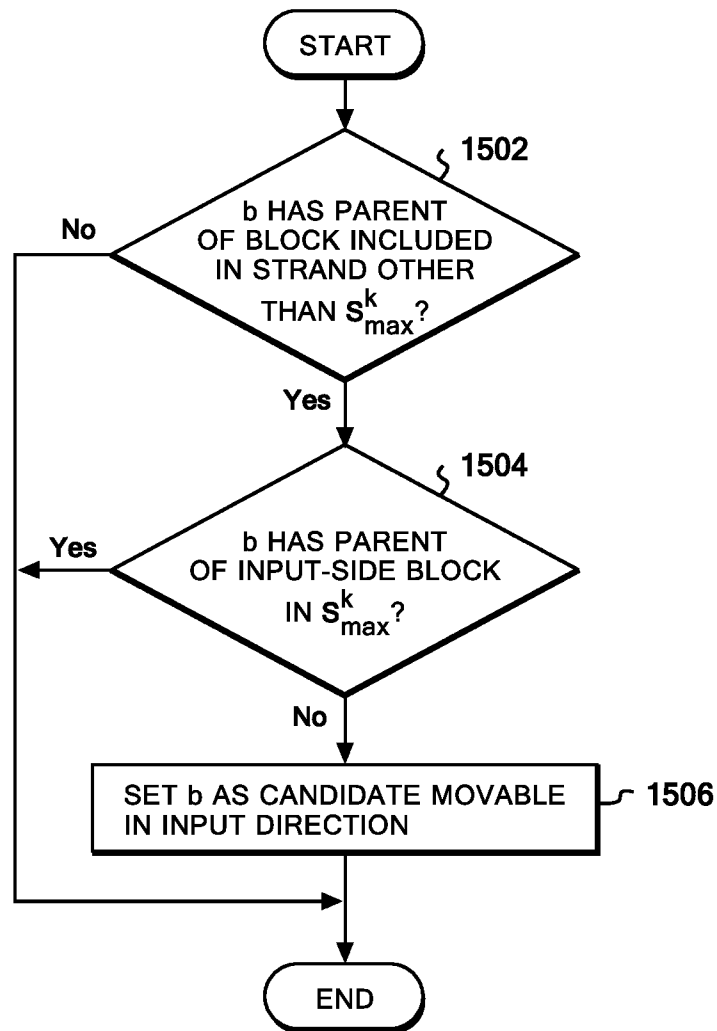 START
1502
b HAS PARENT
OF BLOCK INCLUDED
IN STRAND OTHER
THAN S^k_max?
No
Yes
1504
b HAS PARENT
OF INPUT-SIDE BLOCK
IN S^k_max?
Yes
No
SET b AS CANDIDATE MOVABLE
IN INPUT DIRECTION
1506
END